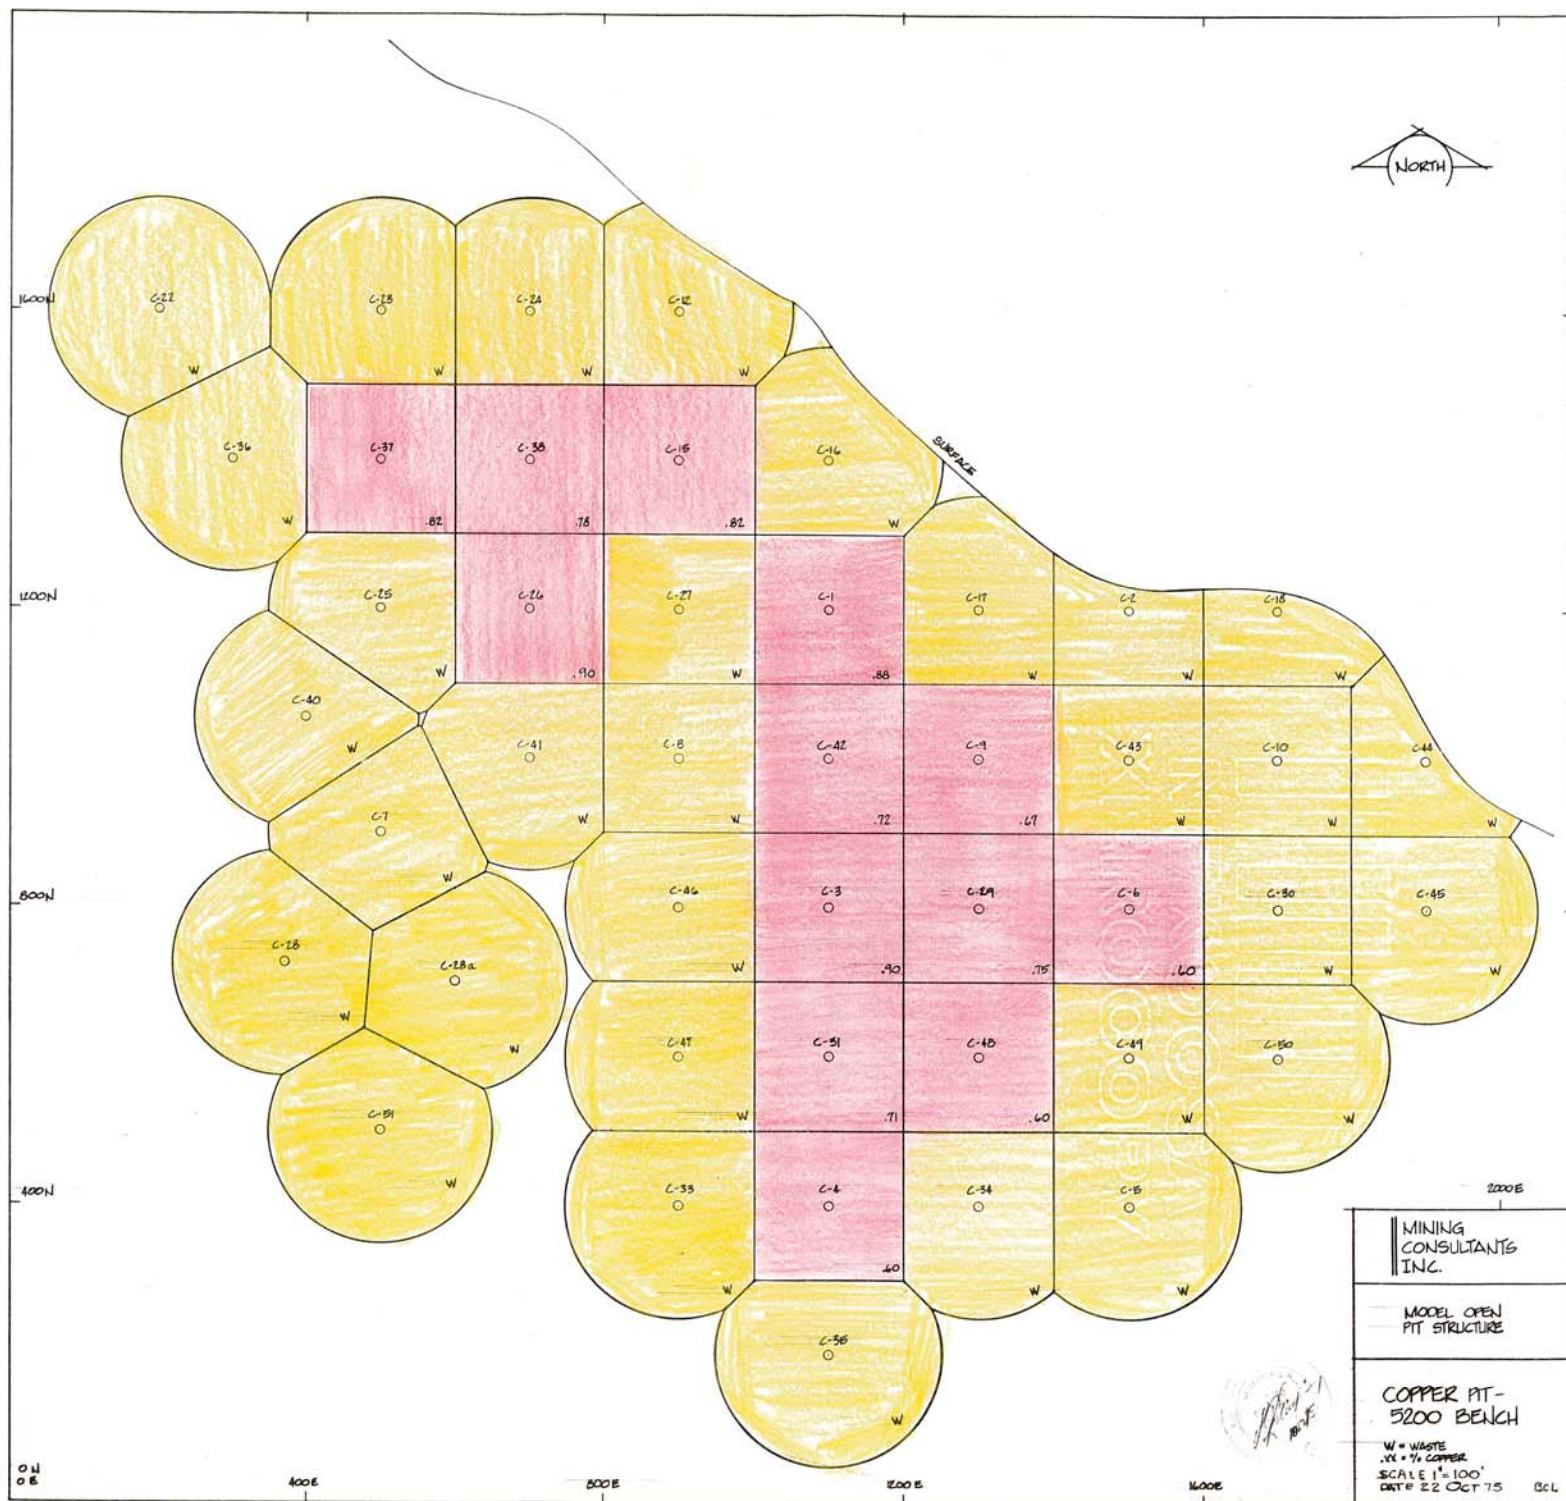 NORTH
C-22
C-23
C-24
C-12
1600N
W
W
W
W
C-36
C-37
C-38
C-15
C-16
SURFACE
W
.82
.78
.82
W
1200N
C-25
C-26
C-27
C-1
C-17
C-2
C-18
W
.90
W
.88
W
W
W
C-40
W
C-41
C-8
C-42
C-9
C-43
C-10
C-44
W
W
.72
.67
W
W
W
C-7
W
800N
C-46
C-3
C-29
C-6
C-30
C-45
W
.90
.75
.60
W
W
C-28
C-28a
W
W
C-47
C-31
C-48
C-49
C-50
W
.71
.60
W
W
C-51
W
400N
C-33
C-4
C-34
C-5
2000E
W
.60
W
W
C-35
W
MINING
CONSULTANTS
INC.
MODEL OPEN
PIT STRUCTURE
COPPER PIT-
5200 BENCH
W = WASTE
.XX = % COPPER
SCALE 1"=100'
DATE 22 OCT 75 BCL
0 N
0 E
400E
800E
1200E
1600E